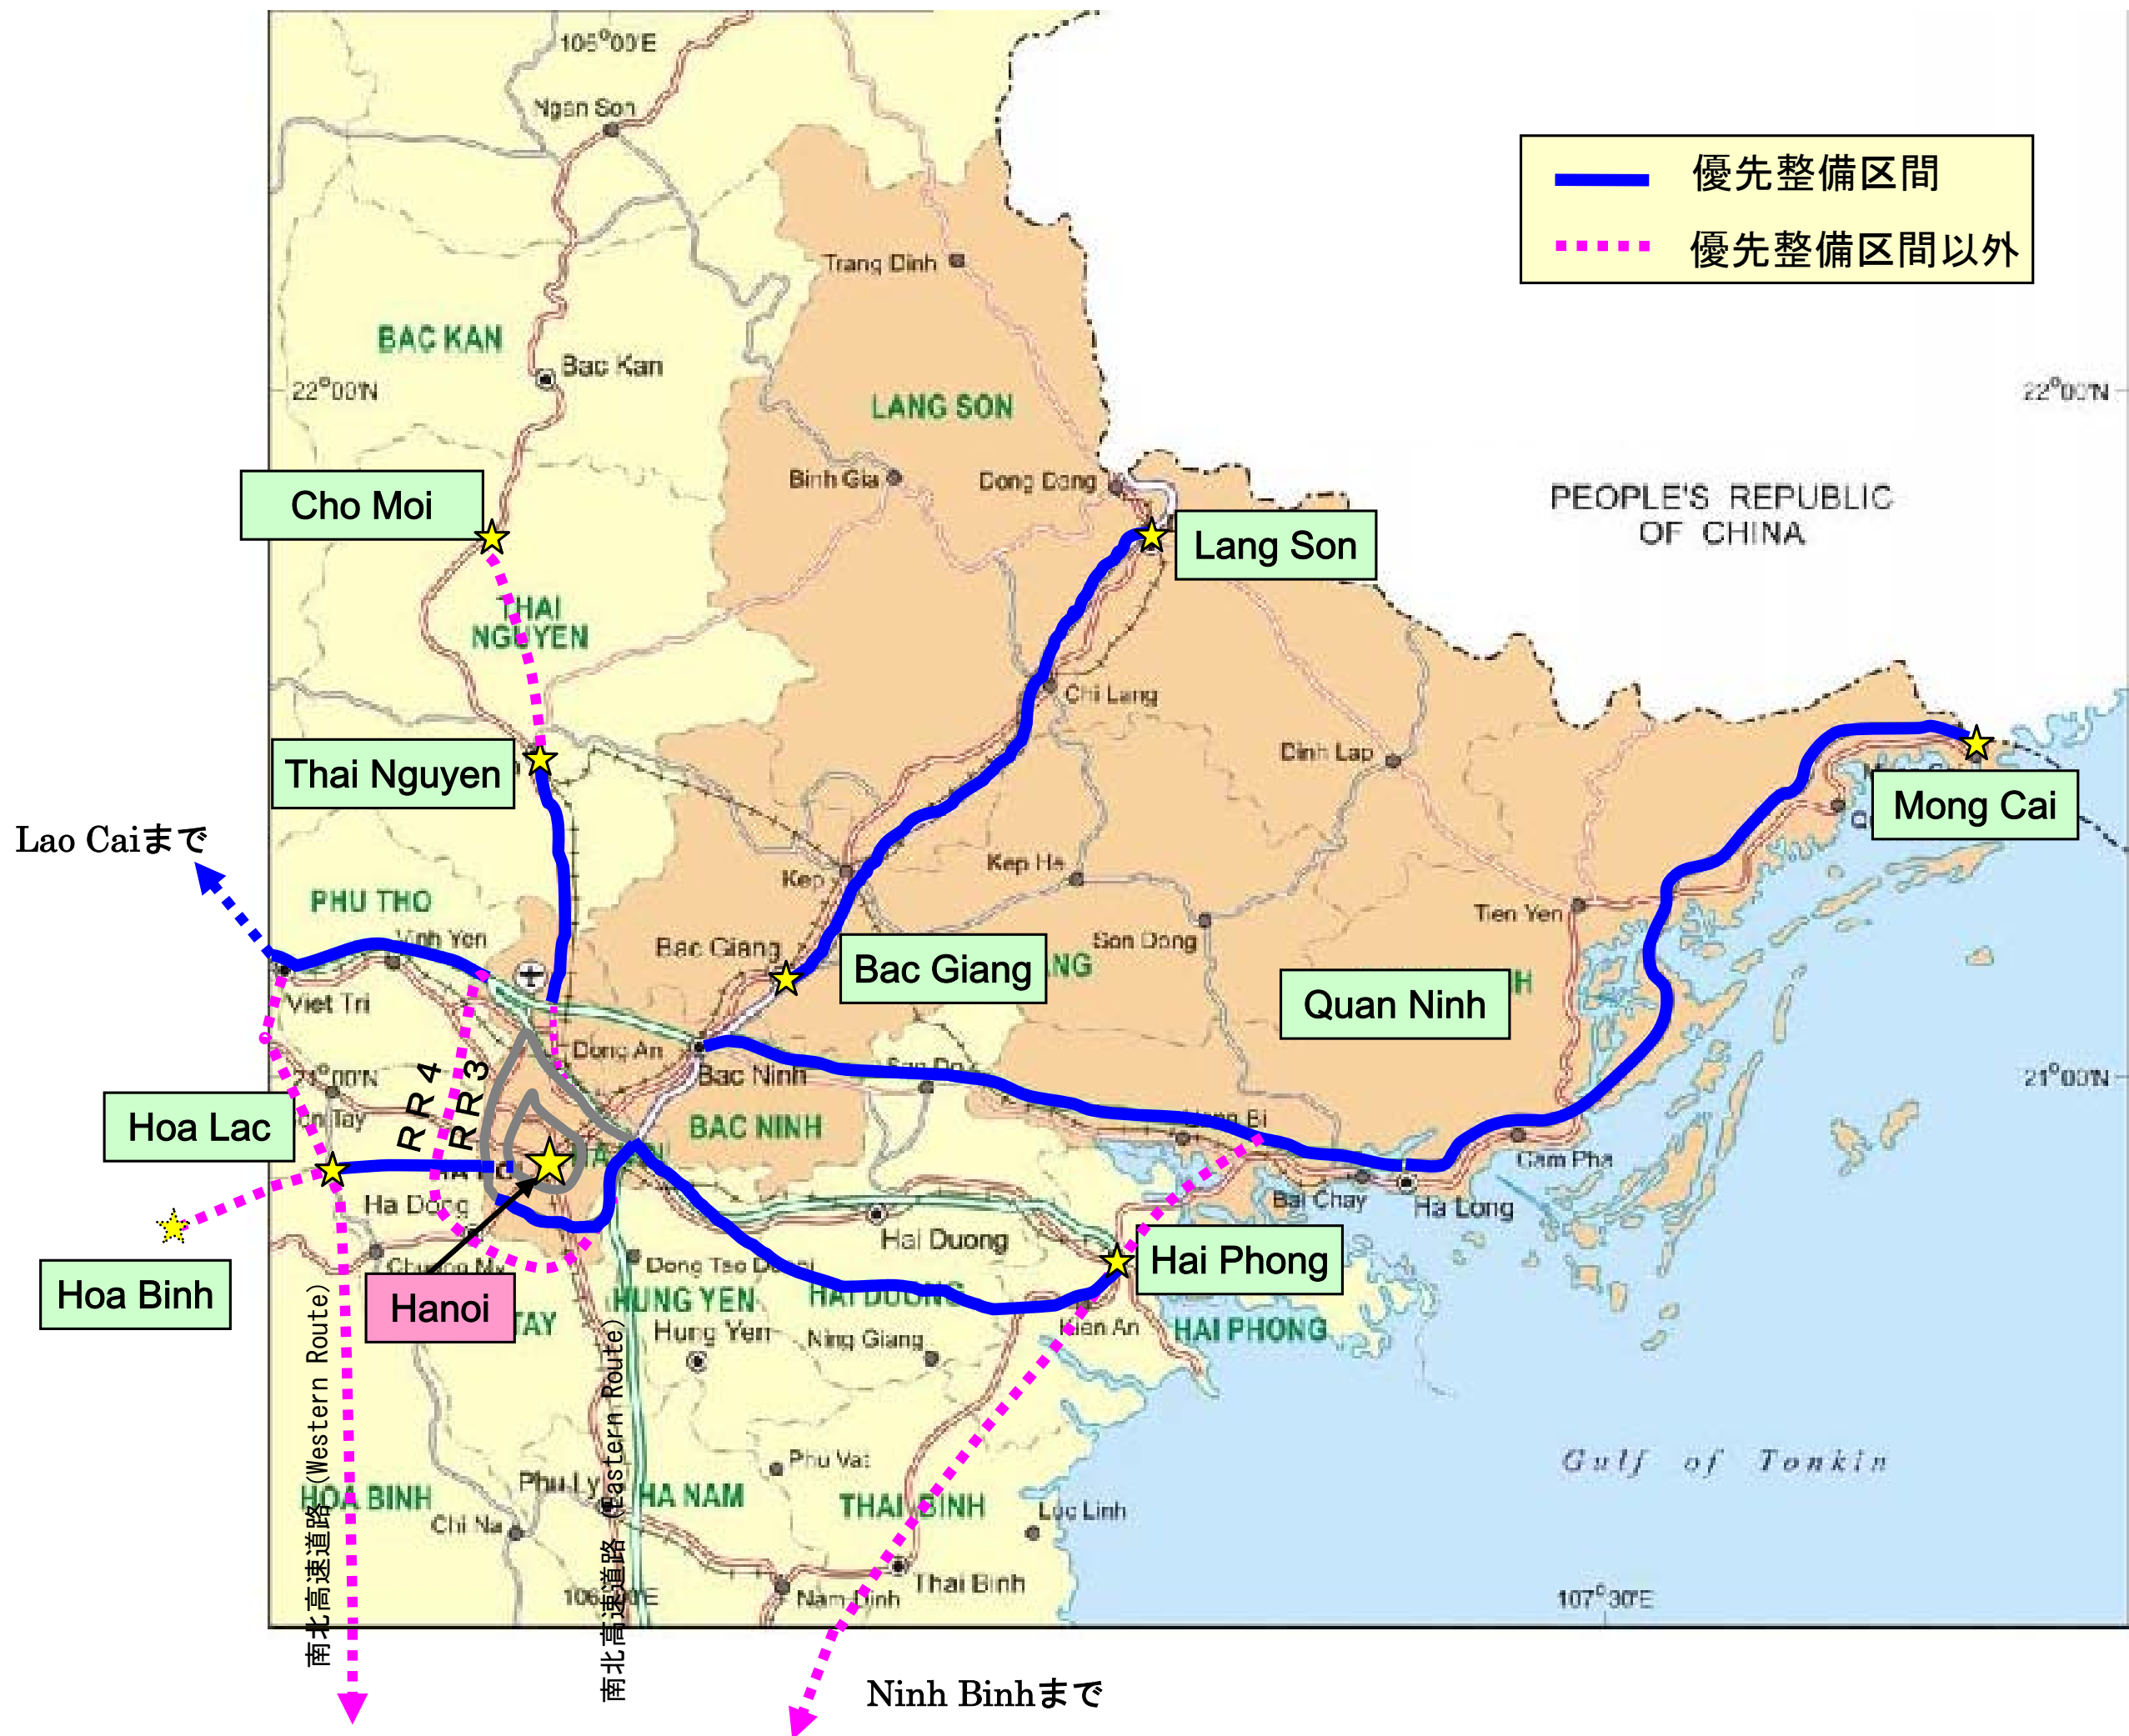 106°00'E
Ngan Son
優先整備区間
優先整備区間以外
Trang Dinh
BAC KAN
Bac Kan
22°00'N
22°00'N
LANG SON
Binh Gia
Dong Dang
PEOPLE'S REPUBLIC
OF CHINA
Cho Moi
Lang Son
THAI
NGUYEN
Chi Lang
Dinh Lap
Thai Nguyen
Mong Cai
Lao Caiまで
Kep
Kep Ha
PHU THO
Vinh Yen
Tien Yen
Bac Giang
Son Dong
Bac Giang
Quan Ninh
Viet Tri
Dong An
Bac Ninh
21°00'N
21°00'N
RR4
RR3
Hoa Lac
BAC NINH
Cam Pha
Bai Chay
Ha Long
Ha Dong
Hai Duong
Hai Phong
Hoa Binh
Hanoi
TAY
HUNG YEN
HAI DUONG
Hung Yen
Ning Giang
Kien An
HAI PHONG
南北高速道路(Western Route)
南北高速道路(Eastern Route)
Phu Vat
Gulf of Tonkin
HOA BINH
Phu Ly
HA NAM
THAI BINH
Luc Linh
Chi Na
Thai Binh
Nam Dinh
107°30'E
Ninh Binhまで